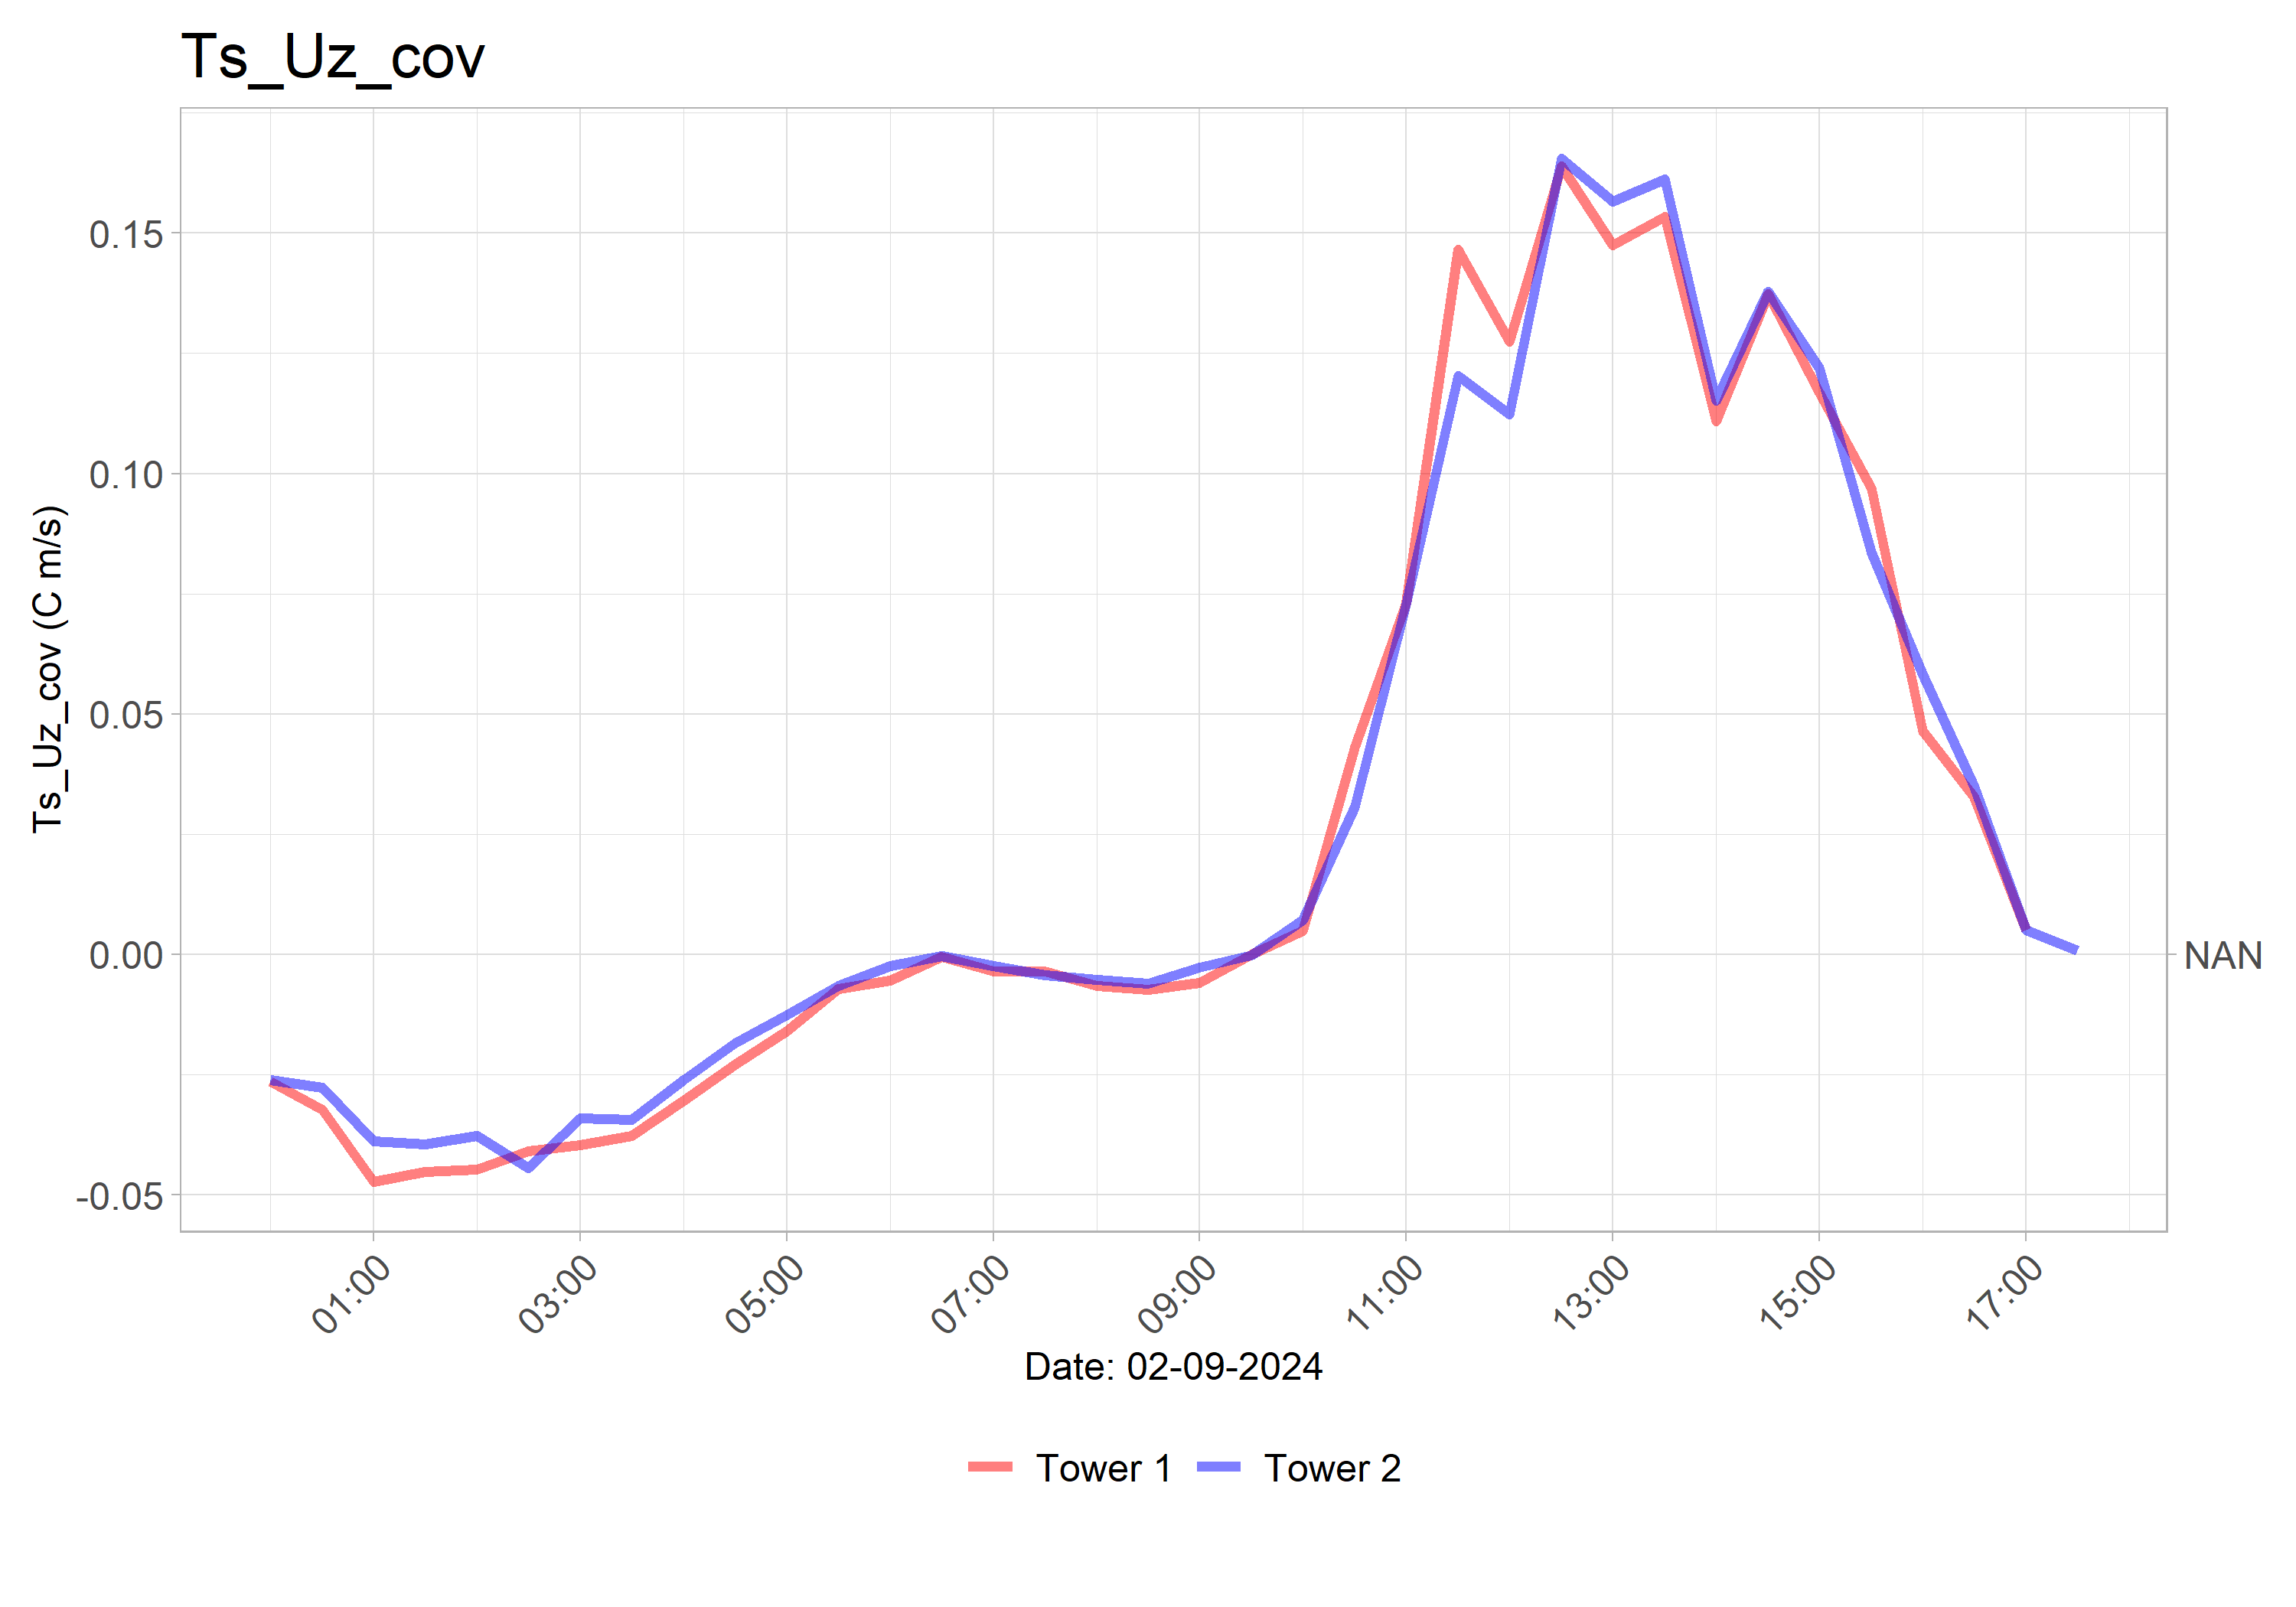 Ts_Uz_cov
Ts_Uz_cov (C m/s)
0.15
0.10
0.05
0.00
-0.05
NAN
01:00 03:00 05:00 07:00 09:00 11:00 13:00 15:00 17:00
Date: 02-09-2024
Tower 1 Tower 2